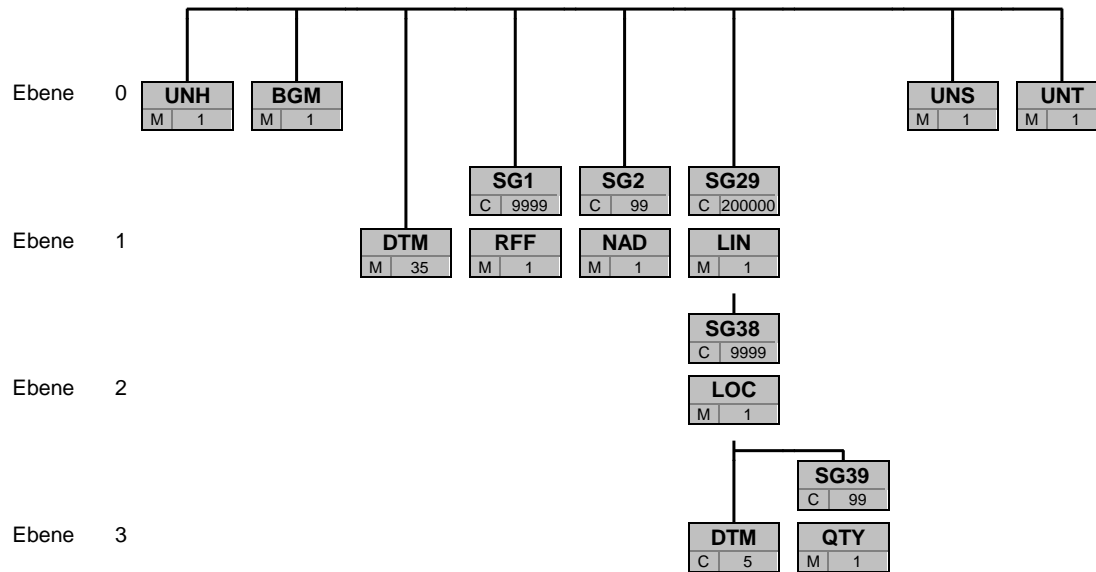 Ebene 0 UNH BGM UNS UNT
M 1 M 1 M 1 M 1
SG1 SG2 SG29
C 9999 C 99 C 200000
Ebene 1 DTM RFF NAD LIN
M 35 M 1 M 1 M 1
SG38
C 9999
Ebene 2 LOC
M 1
SG39
C 99
Ebene 3 DTM QTY
C 5 M 1